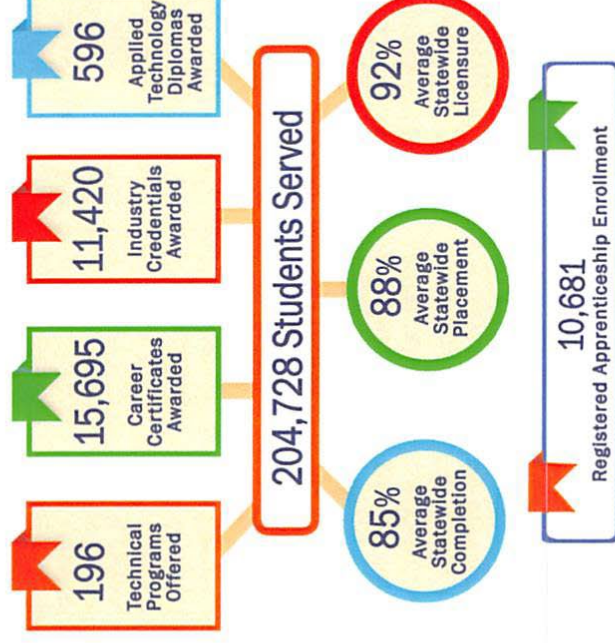 196
Technical
Programs
Offered
15,695
Career
Certificates
Awarded
11,420
Industry
Credentials
Awarded
596
Applied
Technology
Diplomas
Awarded
204,728 Students Served
85%
Average
Statewide
Completion
88%
Average
Statewide
Placement
92%
Average
Statewide
Licensure
10,681
Registered Apprenticeship Enrollment